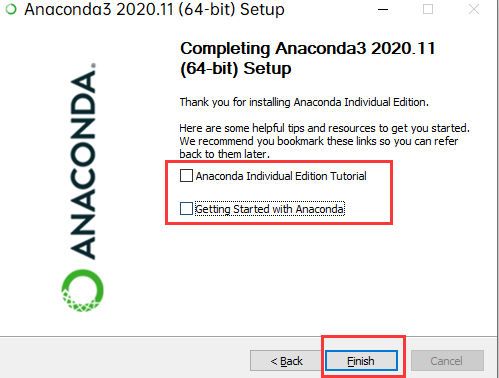 Anaconda3 2020.11 (64-bit) Setup
Completing Anaconda3 2020.11
(64-bit) Setup
Thank you for installing Anaconda Individual Edition.
Here are some helpful tips and resources to get you started.
We recommend you bookmark these links so you can refer
back to them later.
Anaconda Individual Edition Tutorial
Getting Started with Anaconda
ANACONDA.
< Back
Finish
Cancel